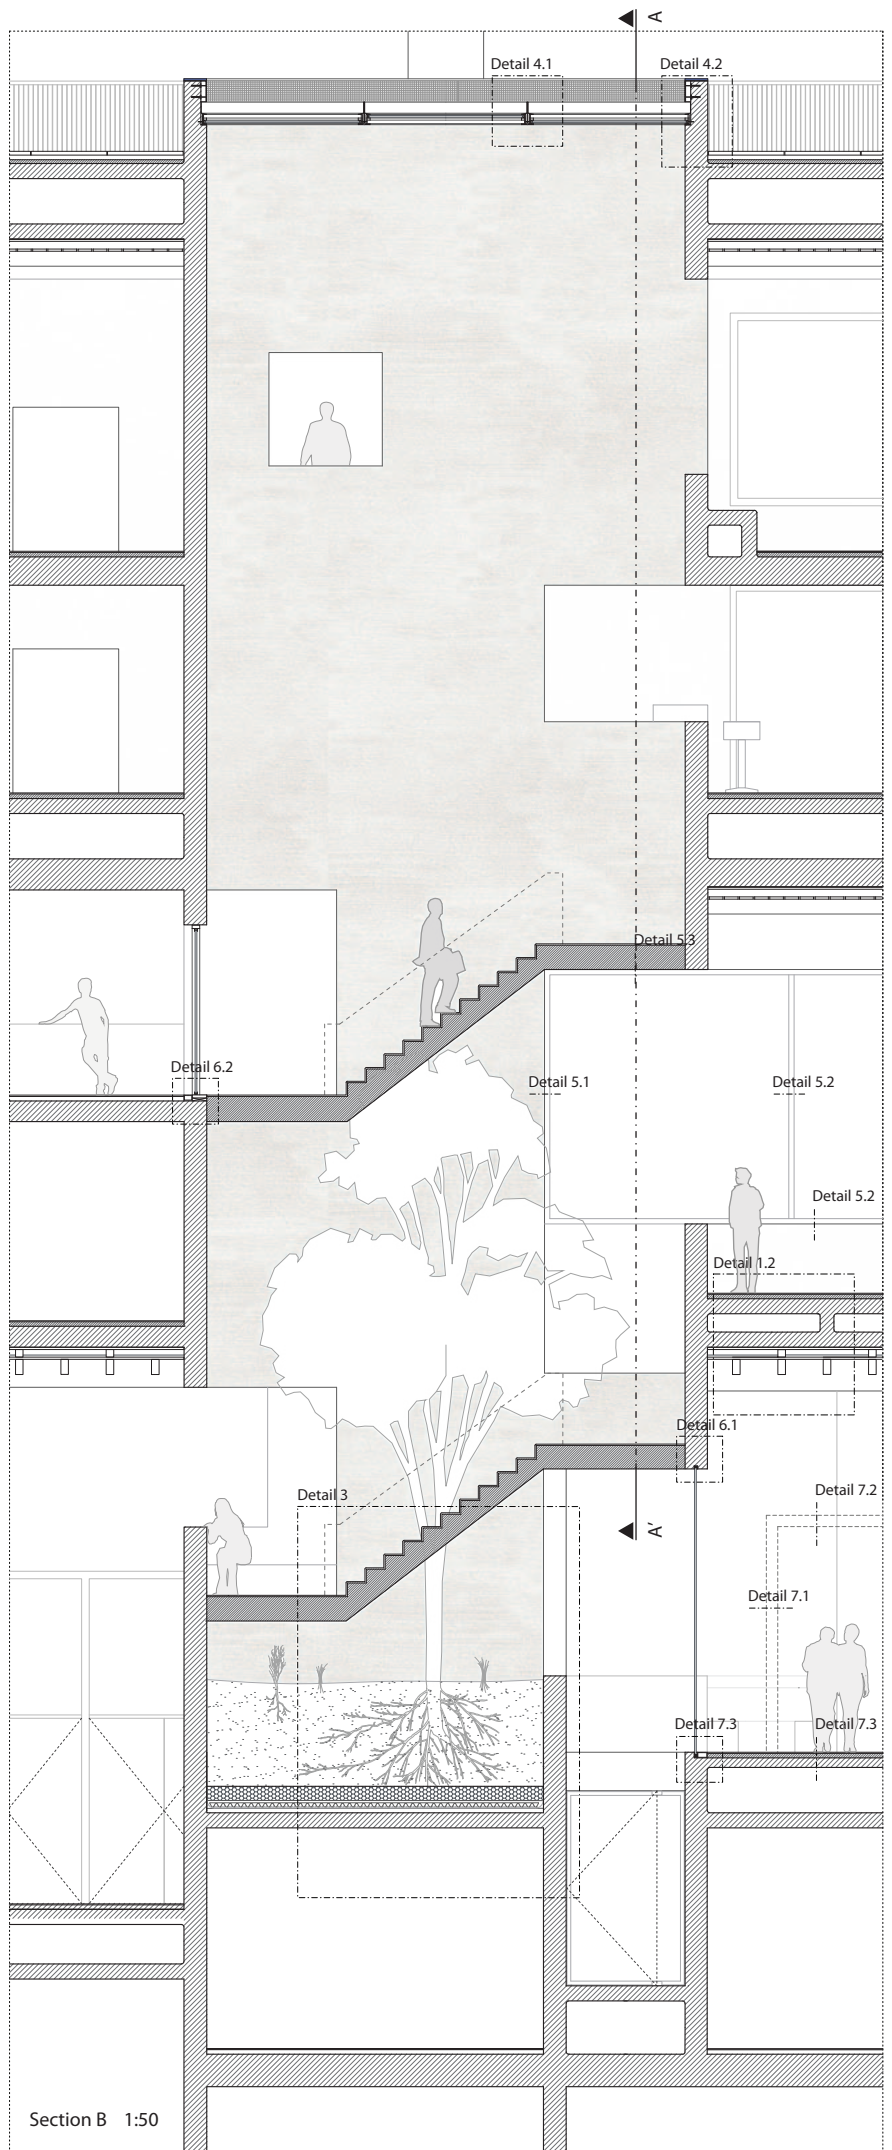 A
Detail 4.1
Detail 4.2
Detail 5.3
Detail 6.2
Detail 5.1
Detail 5.2
Detail 5.2
Detail 1.2
Detail 6.1
Detail 3
Detail 7.2
A'
Detail 7.1
Detail 7.3
Detail 7.3
Section B 1:50